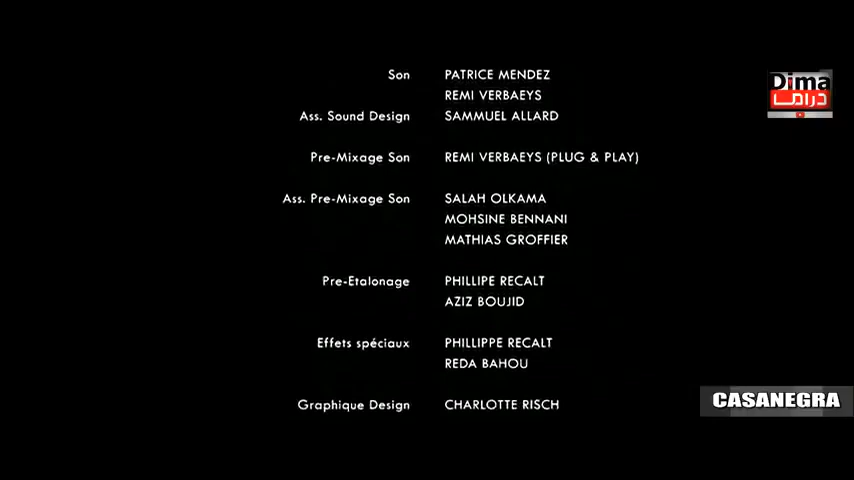 Son PATRICE MENDEZ
REMI VERBAEYS
Ass. Sound Design SAMMUEL ALLARD
Pre-Mixage Son REMI VERBAEYS (PLUG & PLAY)
Ass. Pre-Mixage Son SALAH OLKAMA
MOHSINE BENNANI
MATHIAS GROFFIER
Pre-Etalonage PHILLIPE RECALT
AZIZ BOUJID
Effets spéciaux PHILLIPPE RECALT
REDA BAHOU
Graphique Design CHARLOTTE RISCH
Dima
دراما
CASANEGRA